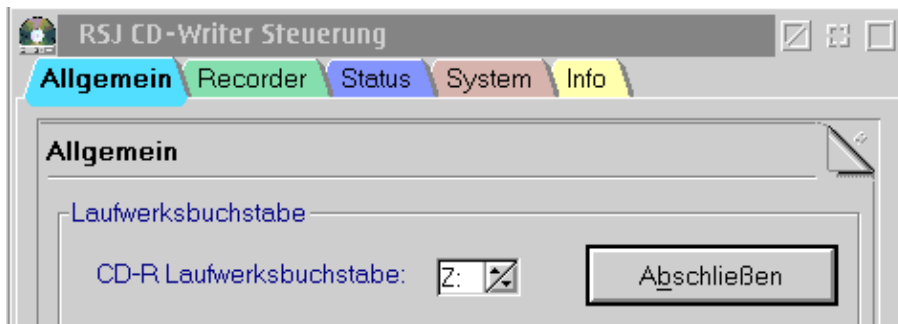 RSJ CD-Writer Steuerung
Allgemein Recorder Status System Info
Allgemein
Laufwerksbuchstabe
CD-R Laufwerksbuchstabe: Z: Abschließen